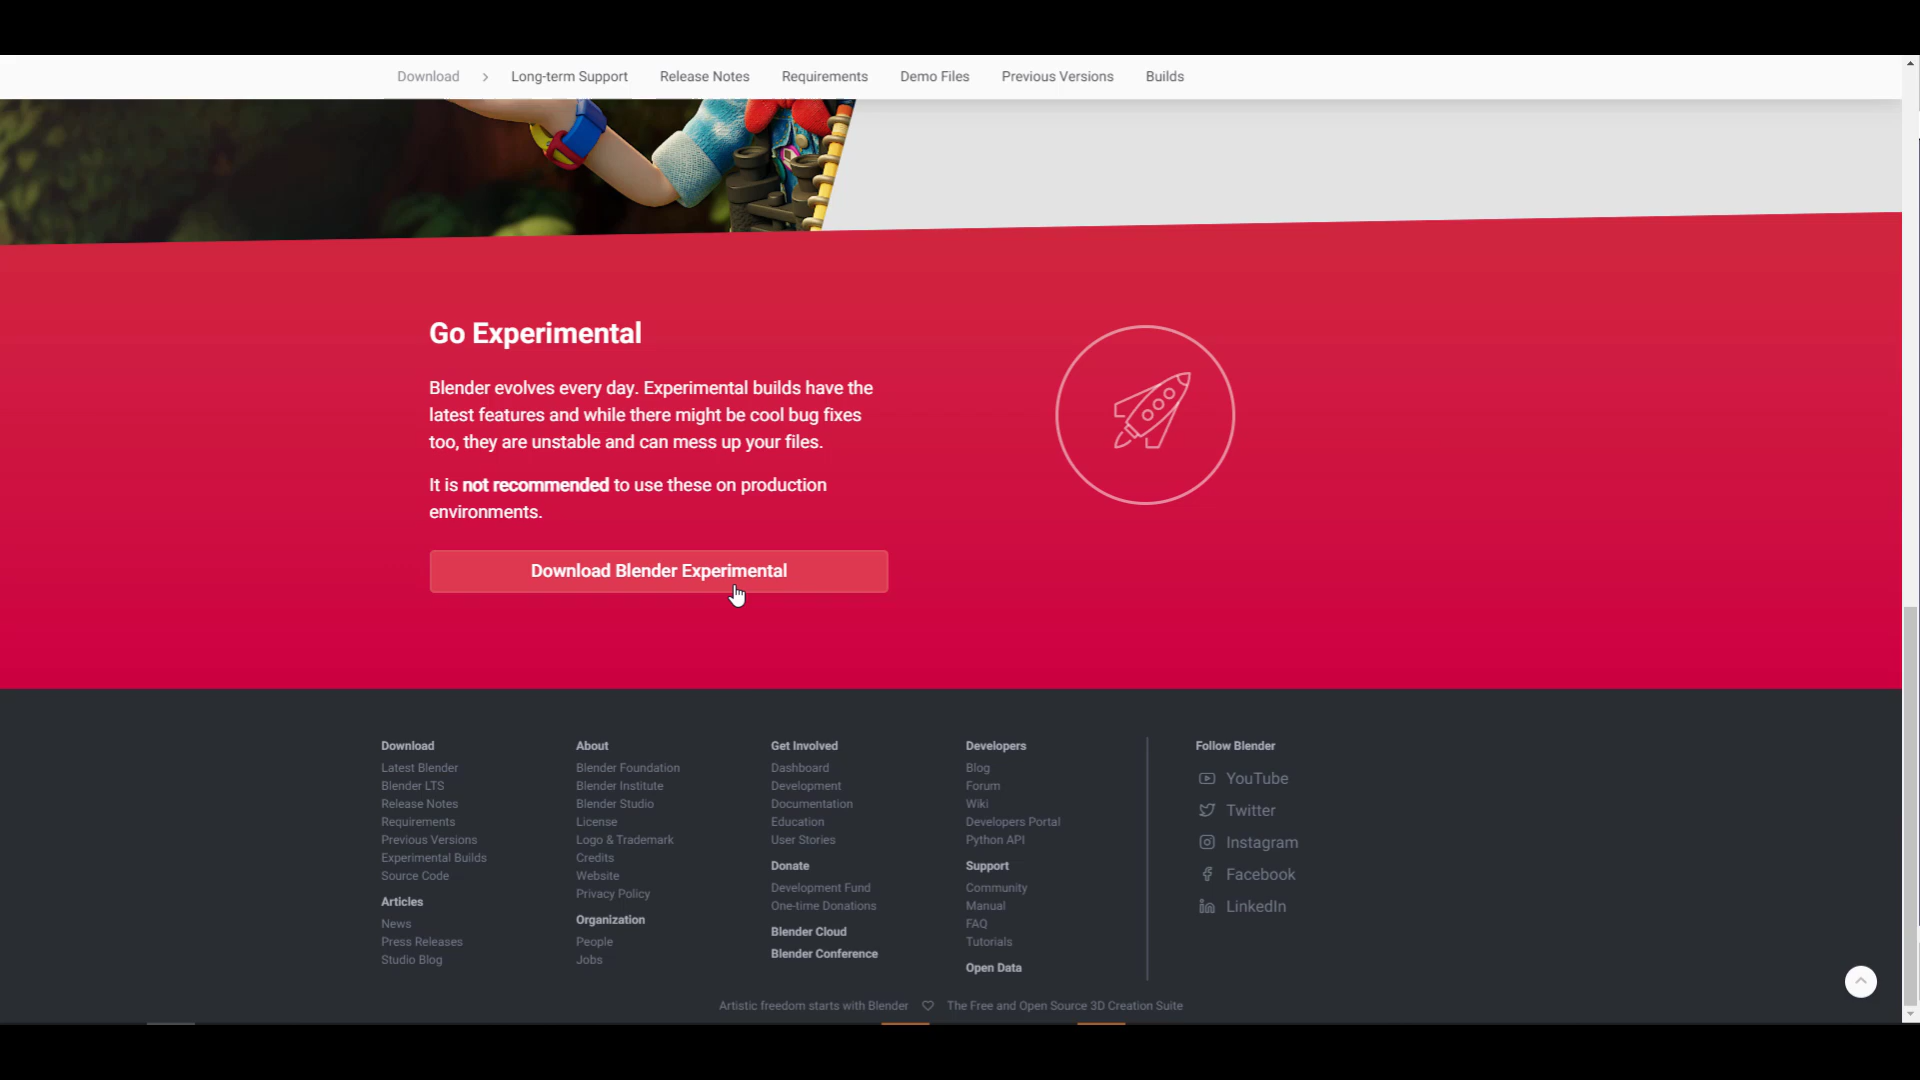 Download
Long-term Support
Release Notes
Requirements
Demo Files
Previous Versions
Builds
Go Experimental
Blender evolves every day. Experimental builds have the
latest features and while there might be cool bug fixes
too, they are unstable and can mess up your files.
It is not recommended to use these on production
environments.
Download Blender Experimental
Download
Latest Blender
Blender LTS
Release Notes
Requirements
Previous Versions
Experimental Builds
Source Code
Articles
News
Press Releases
Studio Blog
About
Blender Foundation
Blender Institute
Blender Studio
License
Logo & Trademark
Credits
Website
Privacy Policy
Organization
People
Jobs
Get Involved
Dashboard
Development
Documentation
Education
User Stories
Donate
Development Fund
One-time Donations
Blender Cloud
Blender Conference
Developers
Blog
Forum
Wiki
Developers Portal
Python API
Support
Community
Manual
FAQ
Tutorials
Open Data
Follow Blender
YouTube
Twitter
Instagram
Facebook
LinkedIn
Artistic freedom starts with Blender
The Free and Open Source 3D Creation Suite